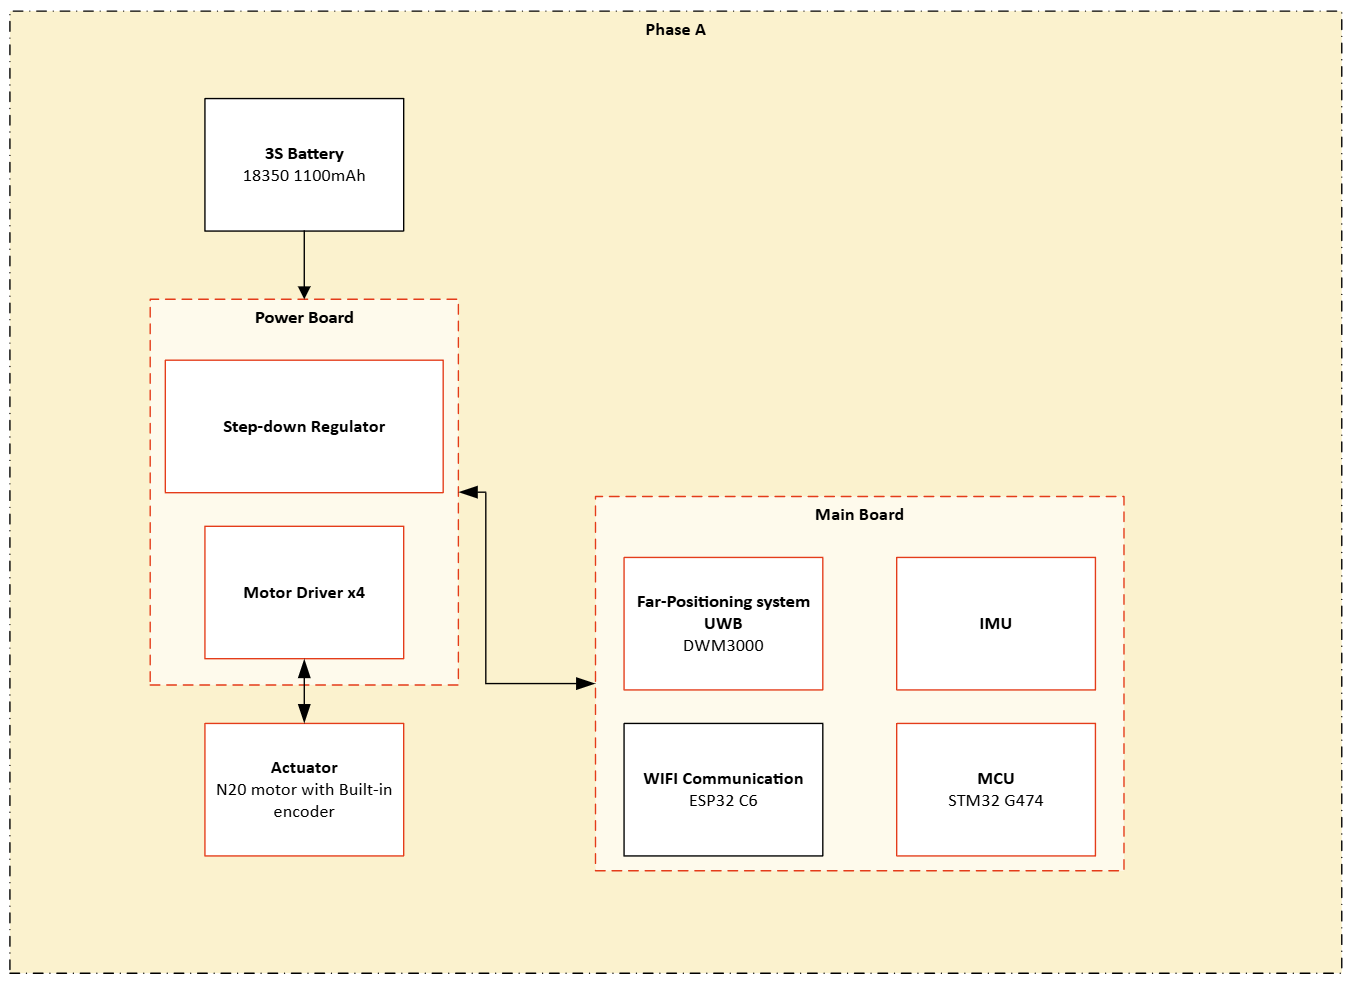 Phase A
3S Battery
18350 1100mAh
Power Board
Step-down Regulator
Motor Driver x4
Actuator
N20 motor with Built-in
encoder
Main Board
Far-Positioning system
UWB
DWM3000
IMU
WIFI Communication
ESP32 C6
MCU
STM32 G474